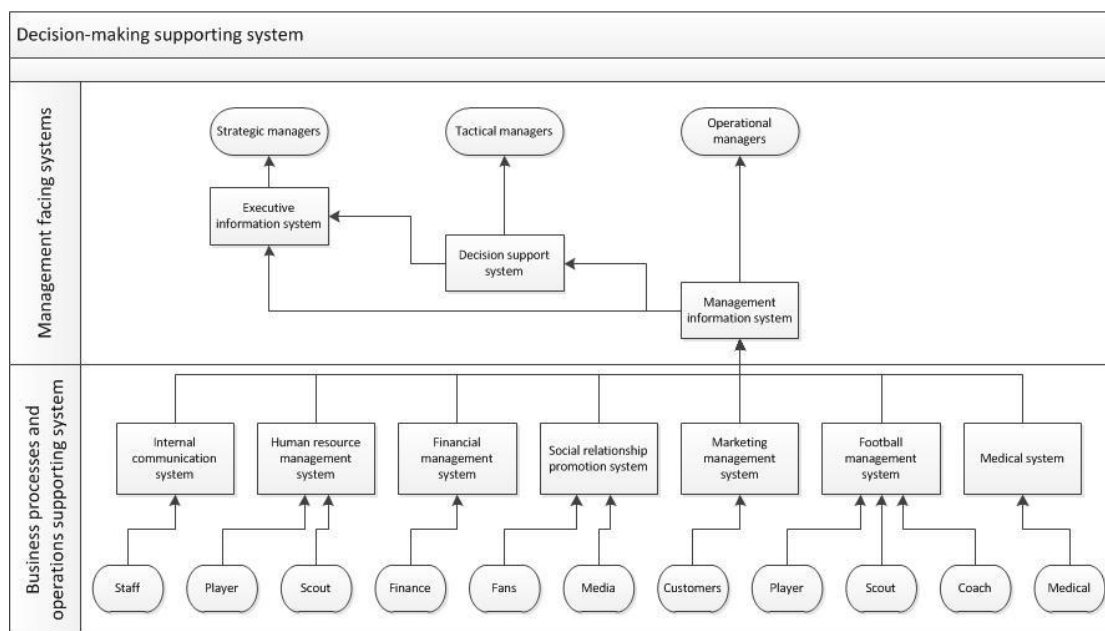 Decision-making supporting system
Management facing systems
Strategic managers
Tactical managers
Operational
managers
Executive
information system
Decision support
system
Management
information system
Business processes and
operations supporting system
Internal
communication
system
Human resource
management
system
Financial
management
system
Social relationship
promotion system
Marketing
management
system
Football
management
system
Medical system
Staff
Player
Scout
Finance
Fans
Media
Customers
Player
Scout
Coach
Medical